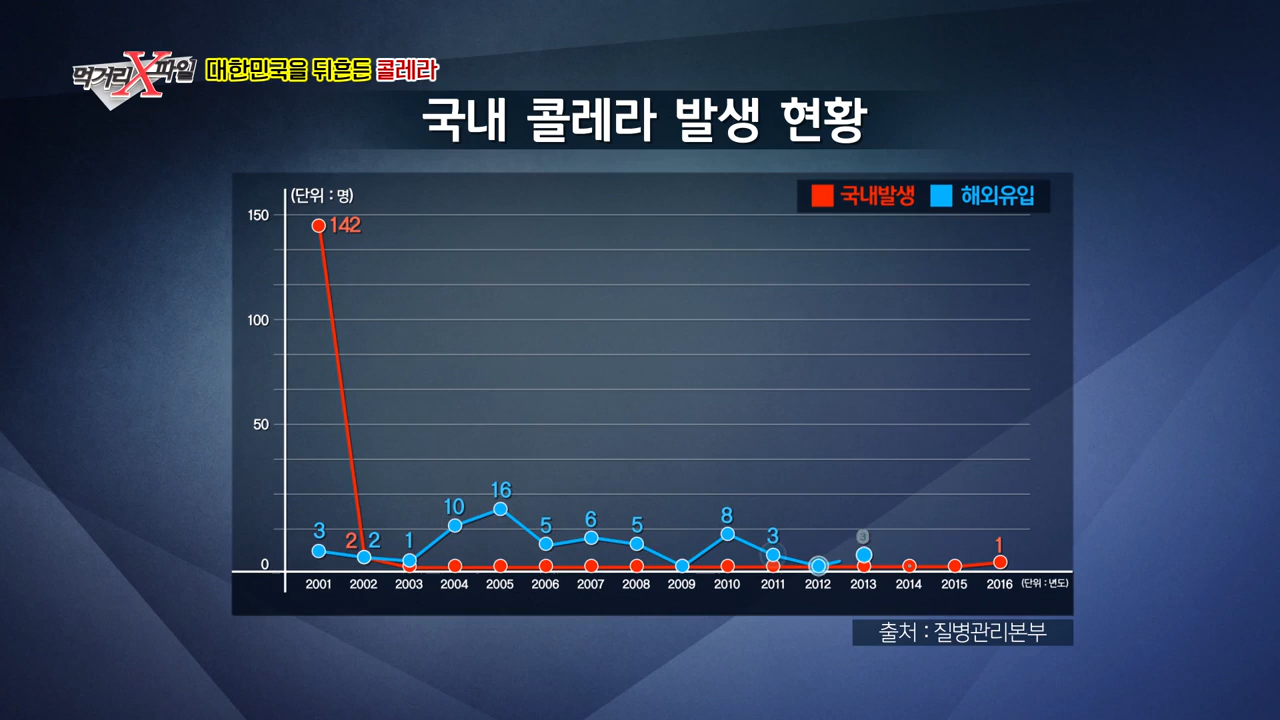 먹거리X파일 대한민국을 뒤흔든 콜레라
국내 콜레라 발생 현황
(단위 : 명)
국내발생 해외유입
150
142
100
50
16
10
8
3 2 2 1 5 6 5 3 3 1
0
2001 2002 2003 2004 2005 2006 2007 2008 2009 2010 2011 2012 2013 2014 2015 2016 (단위 : 년도)
출처 : 질병관리본부